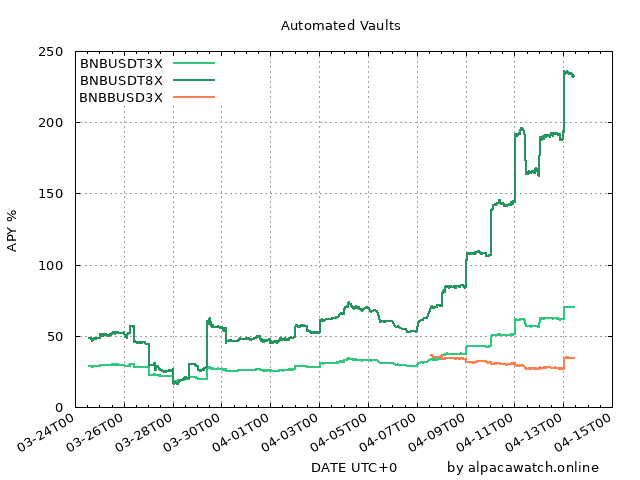 Automated Vaults
BNBUSDT3X
BNBUSDT8X
BNBBUSD3X
250
200
150
100
50
0
APY %
03-24T00
03-26T00
03-28T00
03-30T00
04-01T00
04-03T00
04-05T00
04-07T00
04-09T00
04-11T00
04-13T00
04-15T00
DATE UTC+0
by alpacawatch.online